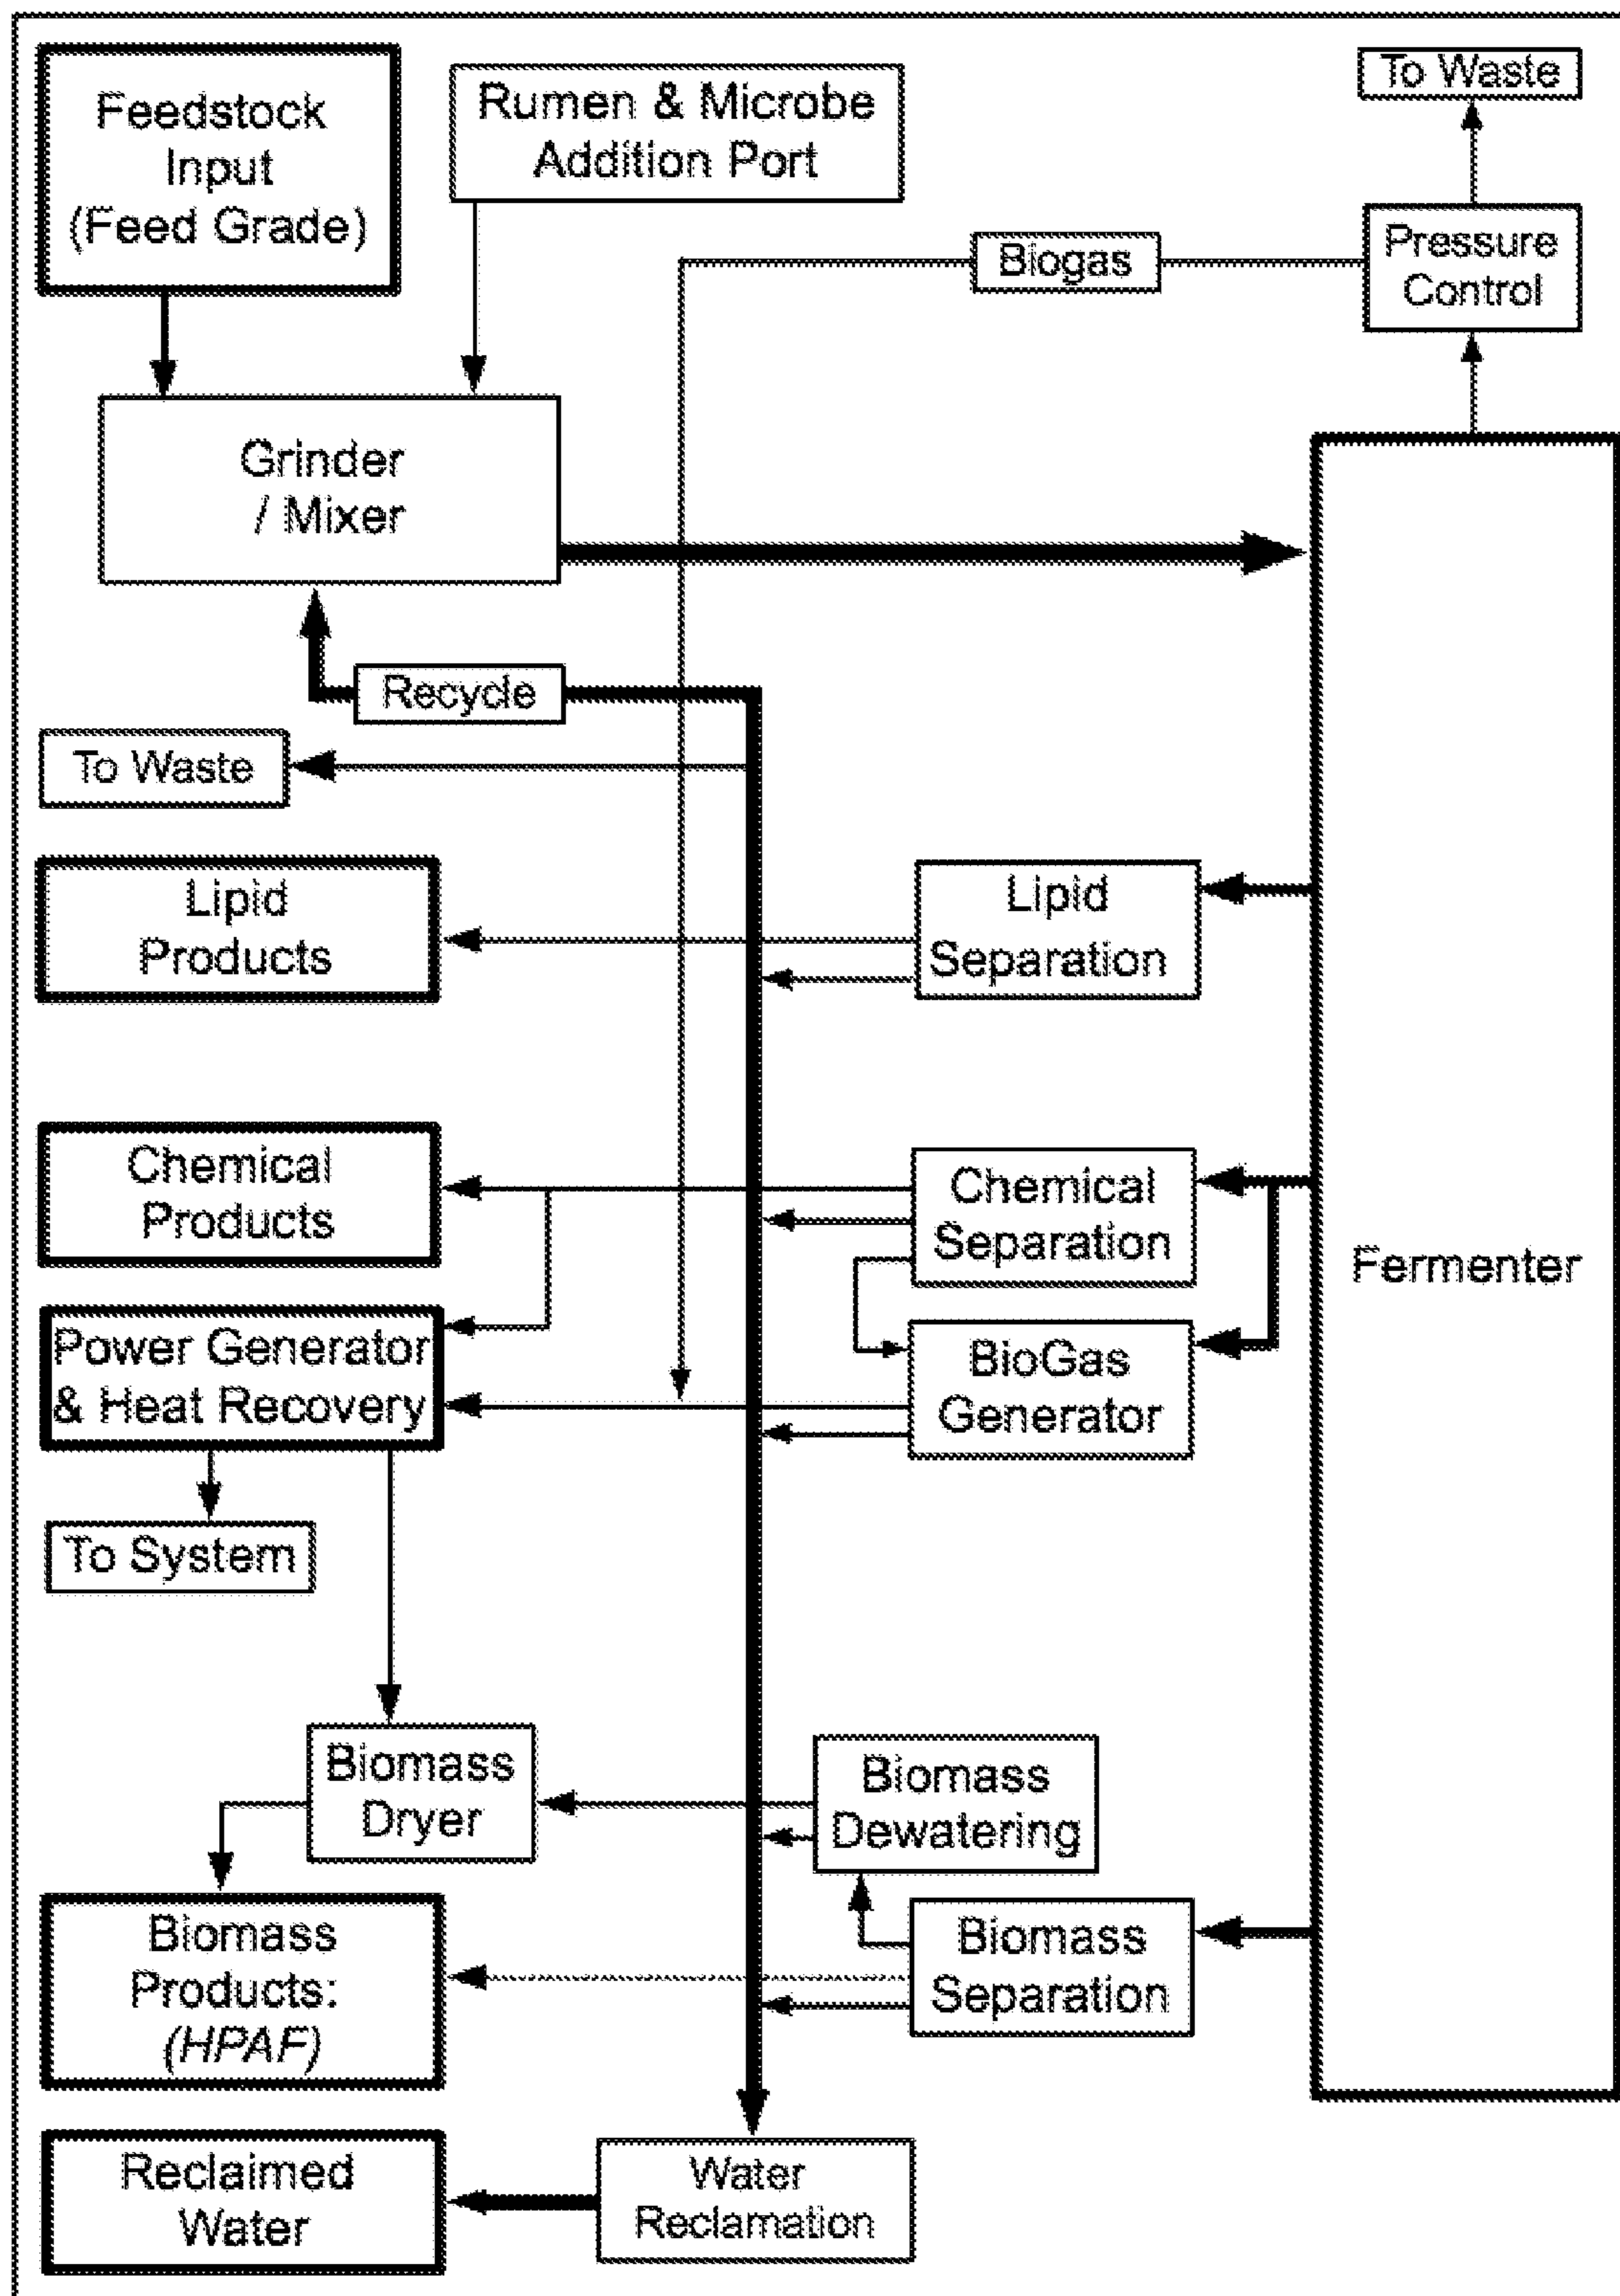 Feedstock
Input
(Feed Grade)
Rumen & Microbe
Addition Port
To Waste
Biogas
Pressure
Control
Grinder
/ Mixer
Recycle
To Waste
Lipid
Products
Lipid
Separation
Chemical
Products
Chemical
Separation
Fermenter
Power Generator
& Heat Recovery
BioGas
Generator
To System
Biomass
Dryer
Biomass
Dewatering
Biomass
Products:
(HPAF)
Biomass
Separation
Reclaimed
Water
Water
Reclamation